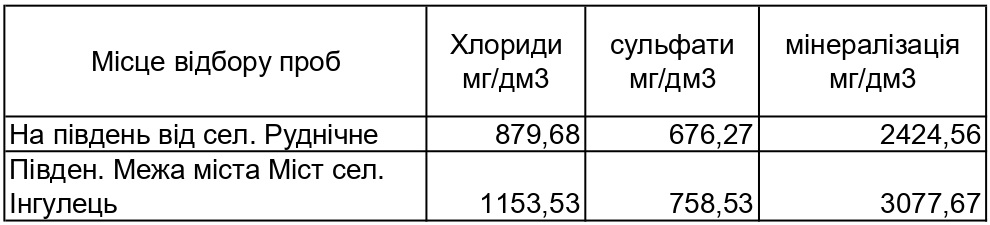 Місце відбору проб
Хлориди
мг/дм3
сульфати
мг/дм3
мінералізація
мг/дм3
На південь від сел. Руднічне 879,68 676,27 2424,56
Півден. Межа міста Міст сел.
Інгулець 1153,53 758,53 3077,67